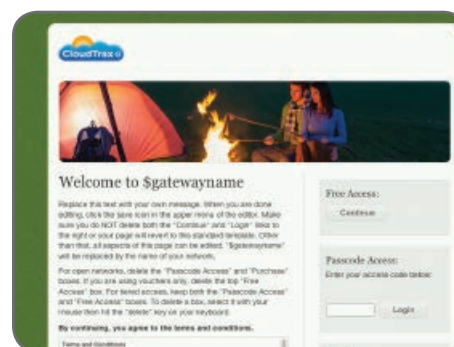 CloudTrax
Welcome to $gatewayname
Replace this text with your own message. When you are done
editing, click the save icon in the upper menu of the editor. Make
sure you do NOT delete both the "Continue" and "Login" links to
the right or your page will revert to this standard template. Other
than that, all aspects of this page can be edited. "$gatewayname"
will be replaced by the name of your network.
For open networks, delete the "Passcode Access" and "Purchase"
boxes. If you are using vouchers only, delete the top "Free
Access" box. For tiered access, keep both the "Passcode Access"
and "Free Access" boxes. To delete a box, select it with your
mouse then hit the "delete" key on your keyboard.
By continuing, you agree to the terms and conditions.
Terms and Conditions
Free Access:
Continue
Passcode Access:
Enter your access code below:
Login